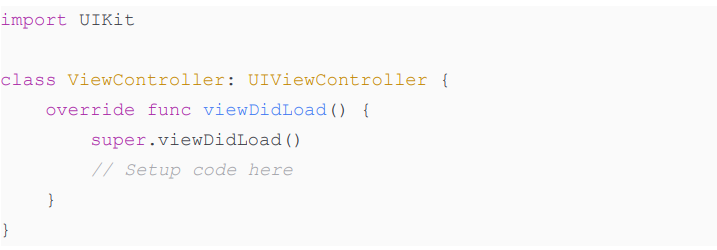 import UIKit

class ViewController: UIViewController {
    override func viewDidLoad() {
        super.viewDidLoad()
        // Setup code here
    }
}